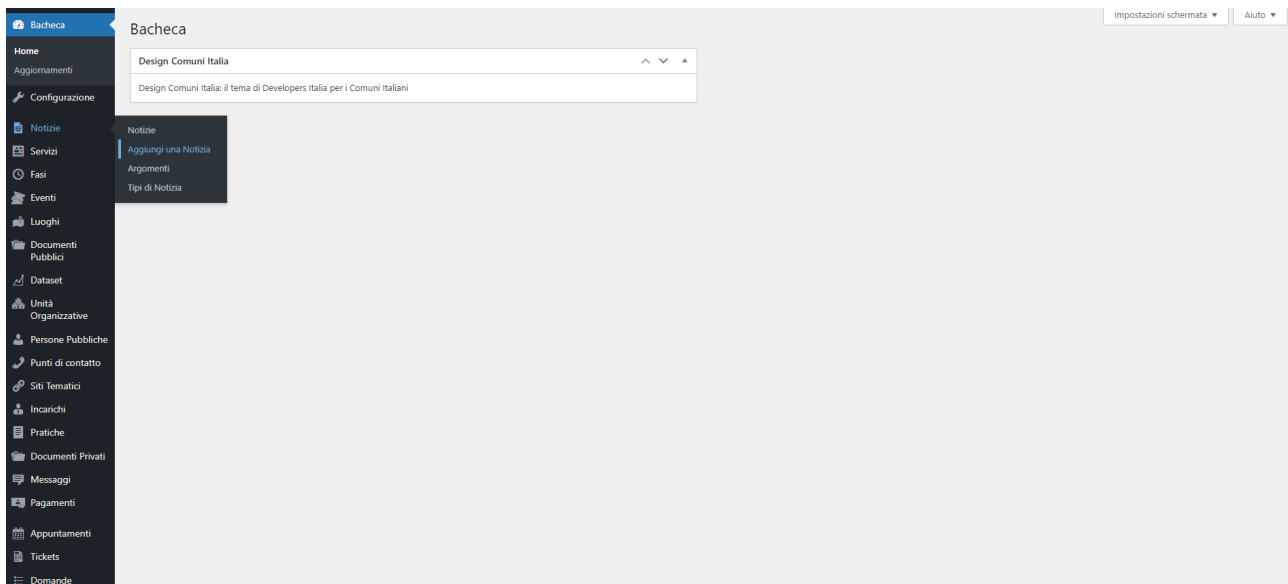 Impostazioni schermata ▼
Aiuto ▼
Bacheca
Home
Aggiornamenti
Configurazione
Notizie
Servizi
Fasi
Eventi
Luoghi
Documenti
Pubblici
Dataset
Unità
Organizzative
Persone Pubbliche
Punti di contatto
Siti Tematici
Incarichi
Pratiche
Documenti Privati
Messaggi
Pagamenti
Appuntamenti
Tickets
Domande
Notizie
Aggiungi una Notizia
Argomenti
Tipi di Notizia
Bacheca
Design Comuni Italia
Design Comuni Italia: il tema di Developers Italia per i Comuni Italiani